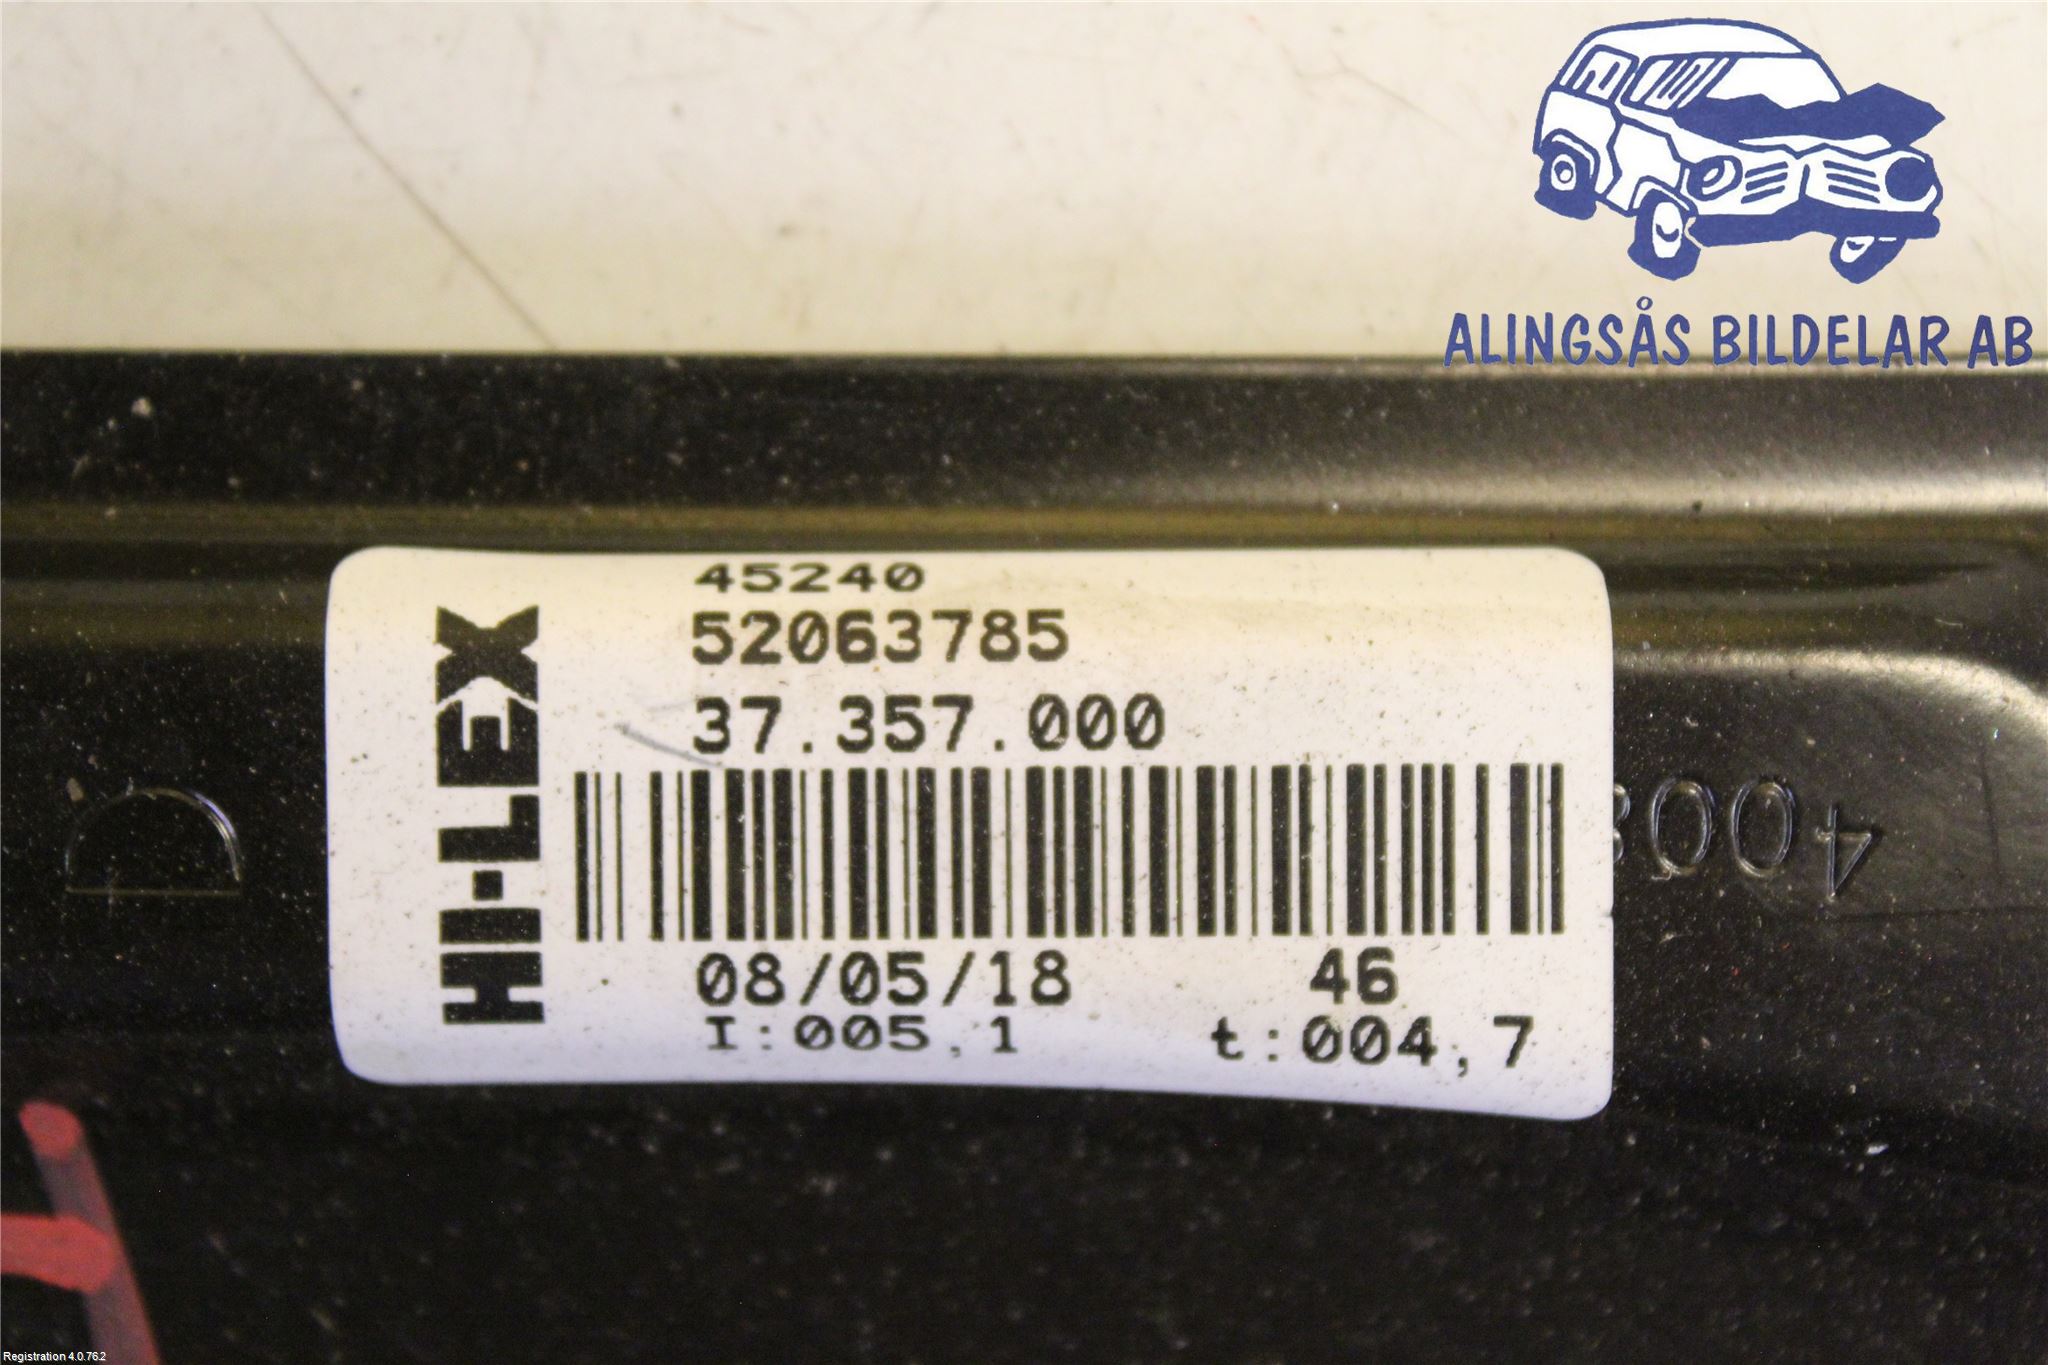 ALINGSÅS BILDELAR AB
45240
52063785
37.357.000
HI-LEX
08/05/18 46
I:005,1 t:004,7
D
400
Registration 4.0.76.2